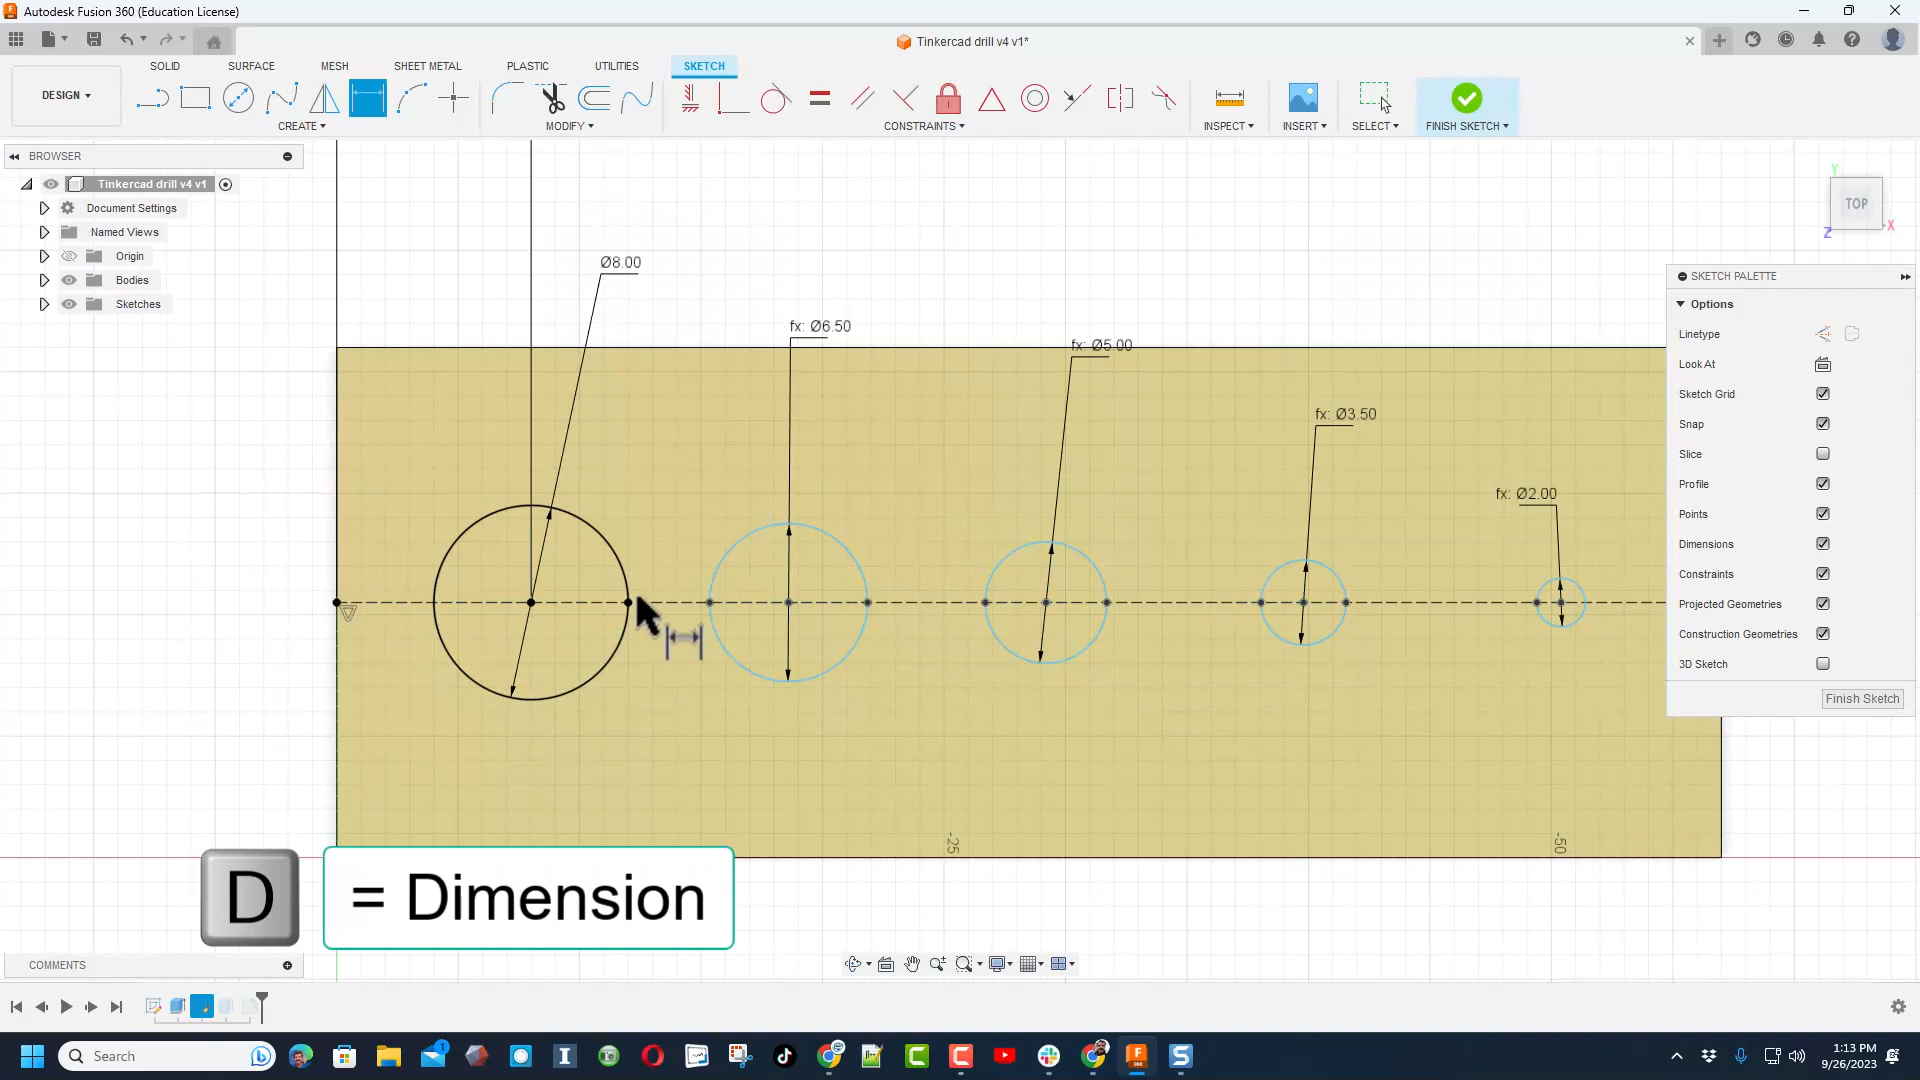 Autodesk Fusion 360 (Education License)
Tinkercad drill v4 v1*
SOLID
SURFACE
MESH
SHEET METAL
PLASTIC
UTILITIES
SKETCH
DESIGN
CREATE
MODIFY
CONSTRAINTS
INSPECT
INSERT
SELECT
FINISH SKETCH
BROWSER
Tinkercad drill v4 v1
Document Settings
Named Views
Origin
Bodies
Sketches
Y
TOP
X
Z
Ø8.00
fx: Ø6.50
fx: Ø5.00
fx: Ø3.50
fx: Ø2.00
SKETCH PALETTE
Options
Linetype
Look At
Sketch Grid
Snap
Slice
Profile
Points
Dimensions
Constraints
Projected Geometries
Construction Geometries
3D Sketch
Finish Sketch
-25
-50
D = Dimension
COMMENTS
Search
1
1:13 PM
9/26/2023